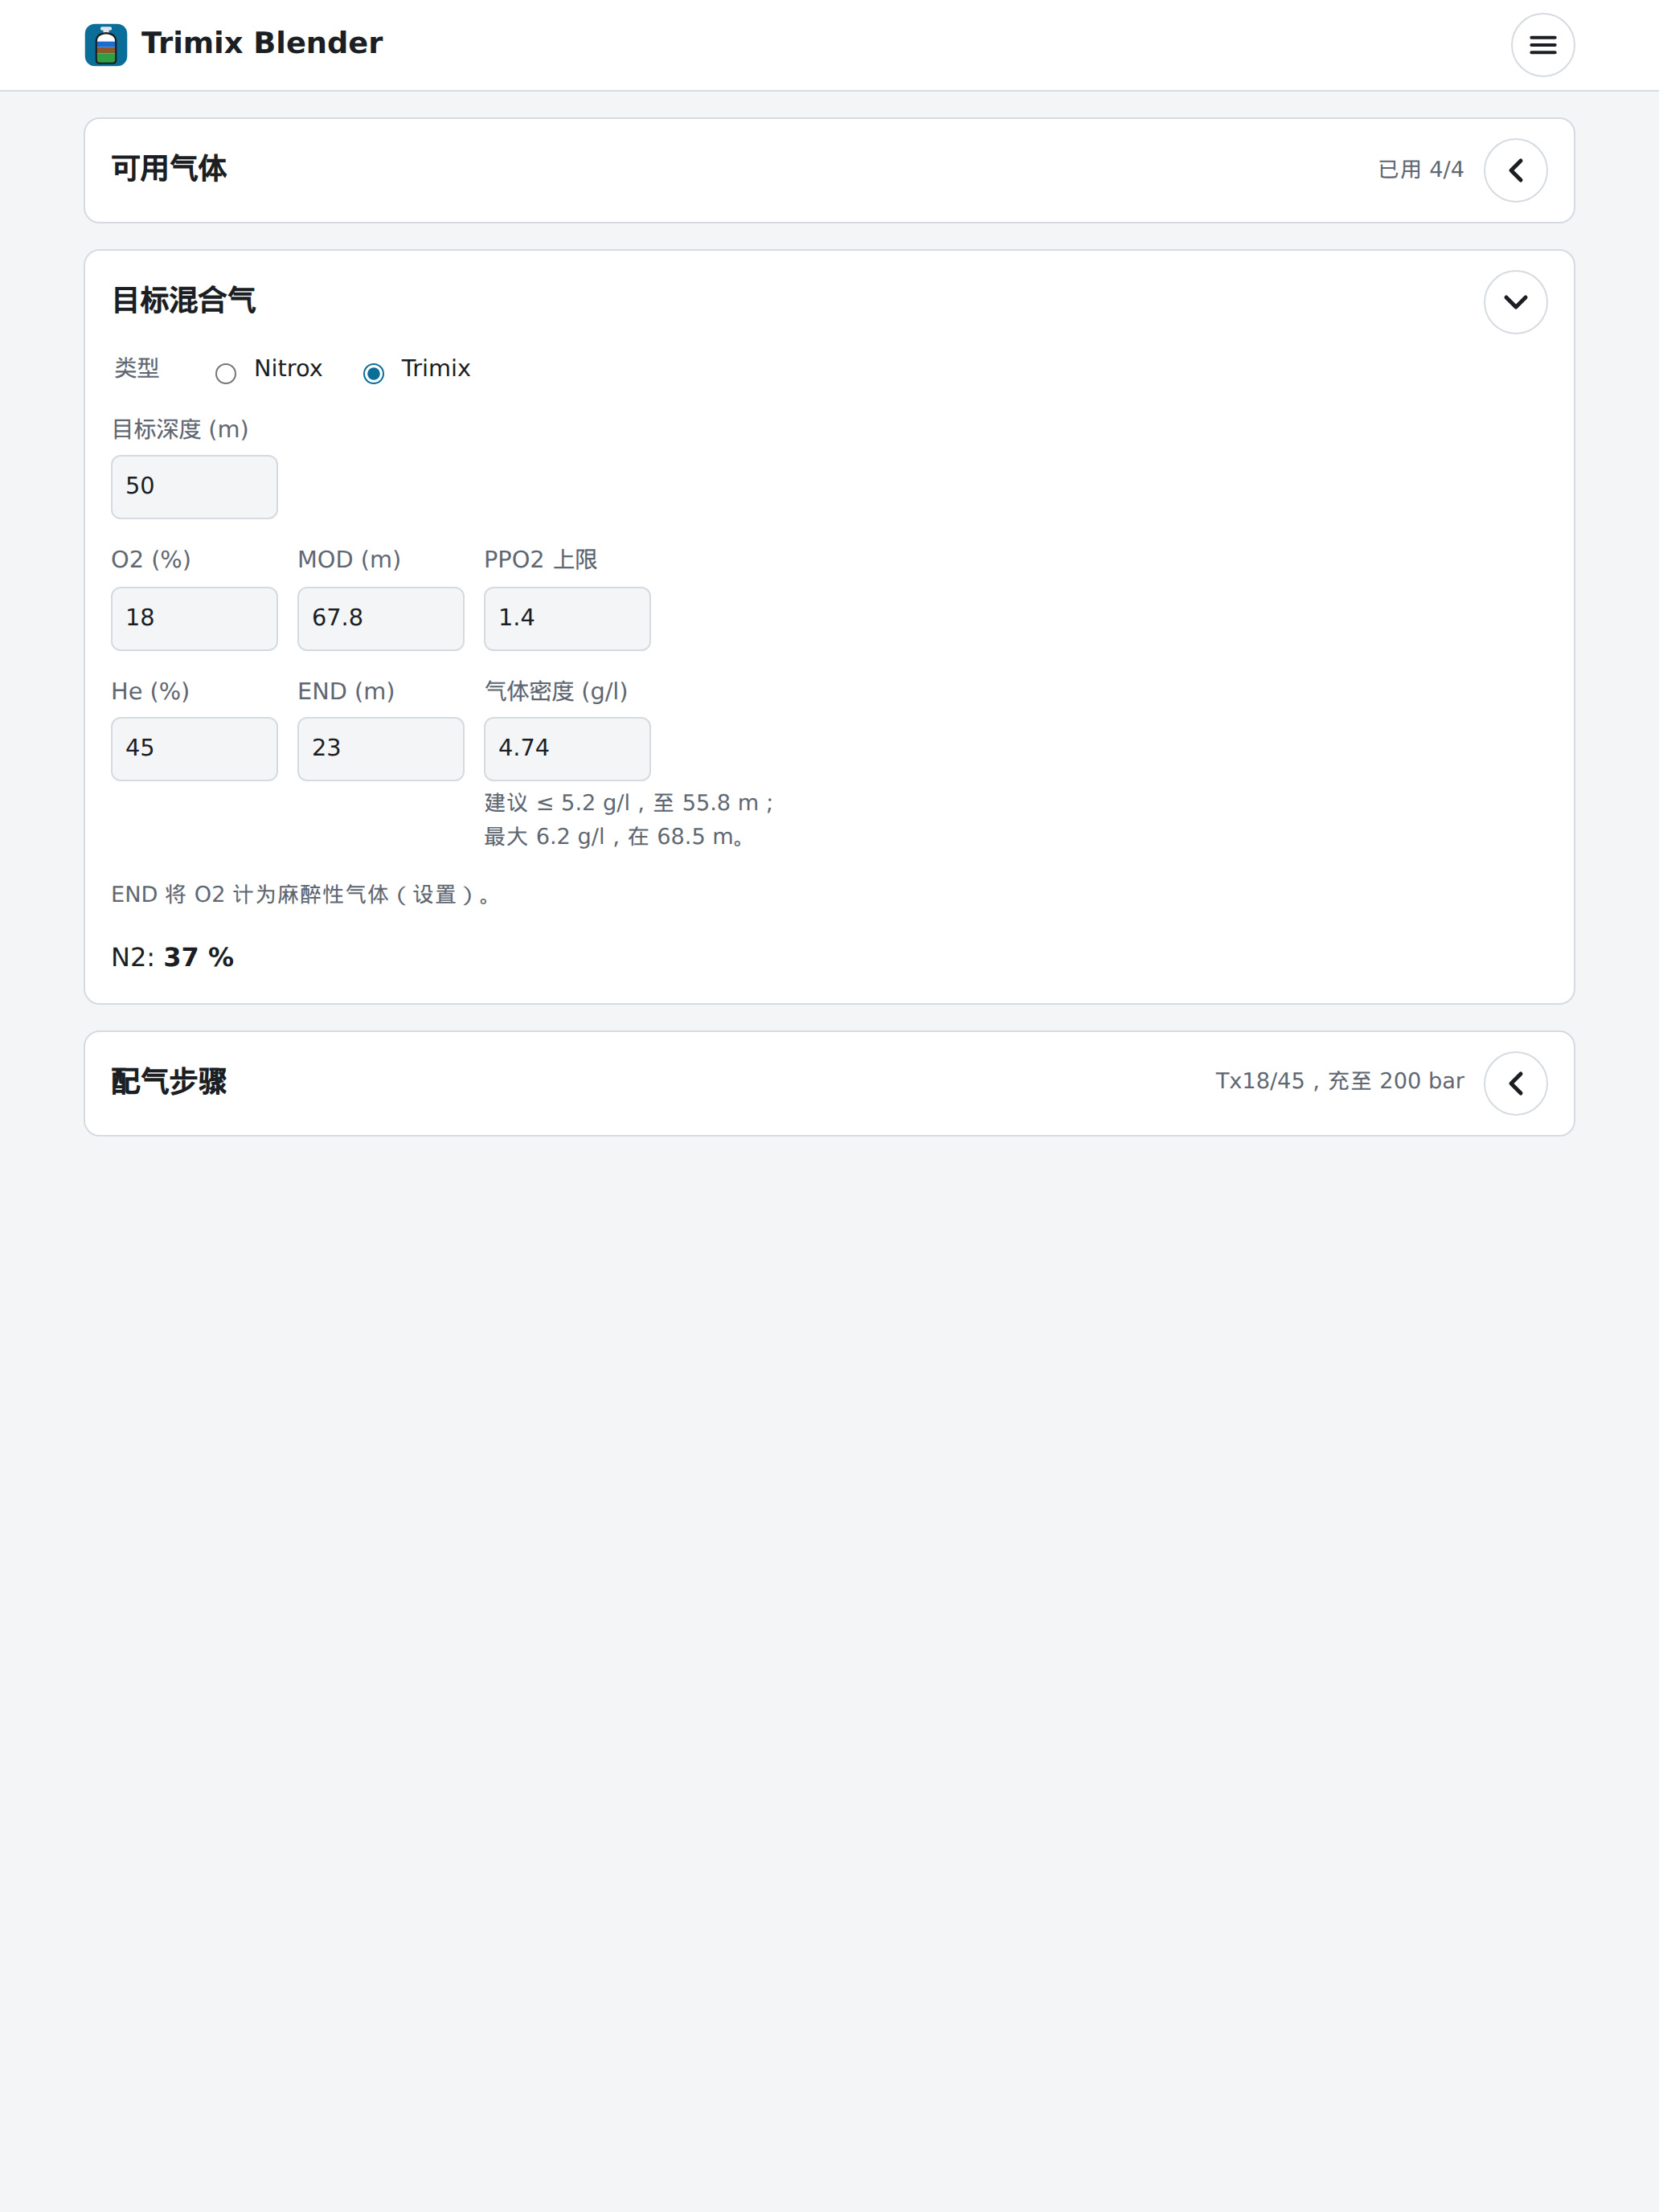 Trimix Blender
可用气体
已用 4/4
目标混合气
类型 Nitrox Trimix
目标深度 (m)
50
O2 (%) MOD (m) PPO2 上限
18 67.8 1.4
He (%) END (m) 气体密度 (g/l)
45 23 4.74
建议 ≤ 5.2 g/l，至 55.8 m；
最大 6.2 g/l，在 68.5 m。
END 将 O2 计为麻醉性气体（设置）。
N2: 37 %
配气步骤
Tx18/45，充至 200 bar